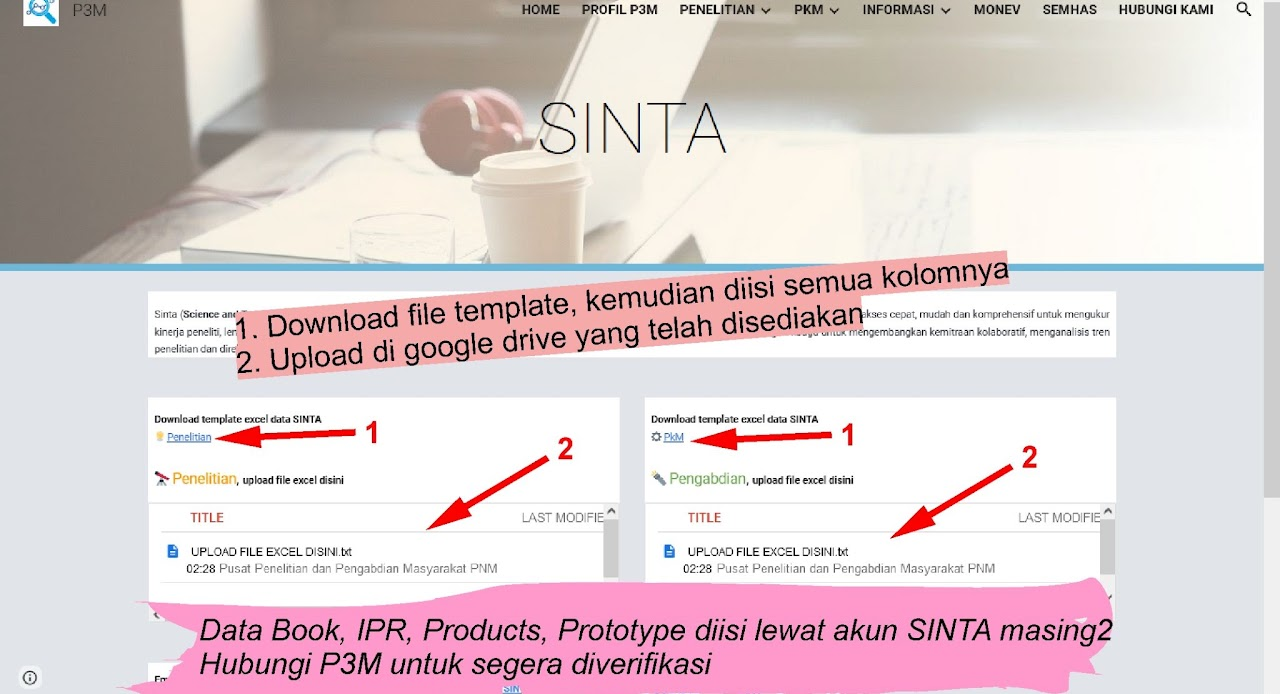 P3M
HOME PROFIL P3M PENELITIAN PKM INFORMASI MONEV SEMHAS HUBUNGI KAMI
SINTA
1. Download file template, kemudian diisi semua kolomnya
2. Upload di google drive yang telah disediakan
Sinta (Science and akses cepat, mudah dan komprehensif untuk mengukur
kinerja peneliti, untuk mengembangkan kemitraan kolaboratif, menganalisis tren
penelitian dan
Download template excel data SINTA
Penelitian
1
2
Penelitian, upload file excel disini
TITLE LAST MODIFIE
UPLOAD FILE EXCEL DISINI.txt
02:28 Pusat Penelitian dan Pengabdian Masyarakat PNM
Download template excel data SINTA
PkM
1
2
Pengabdian, upload file excel disini
TITLE LAST MODIFIE
UPLOAD FILE EXCEL DISINI.txt
02:28 Pusat Penelitian dan Pengabdian Masyarakat PNM
Data Book, IPR, Products, Prototype diisi lewat akun SINTA masing2
Hubungi P3M untuk segera diverifikasi